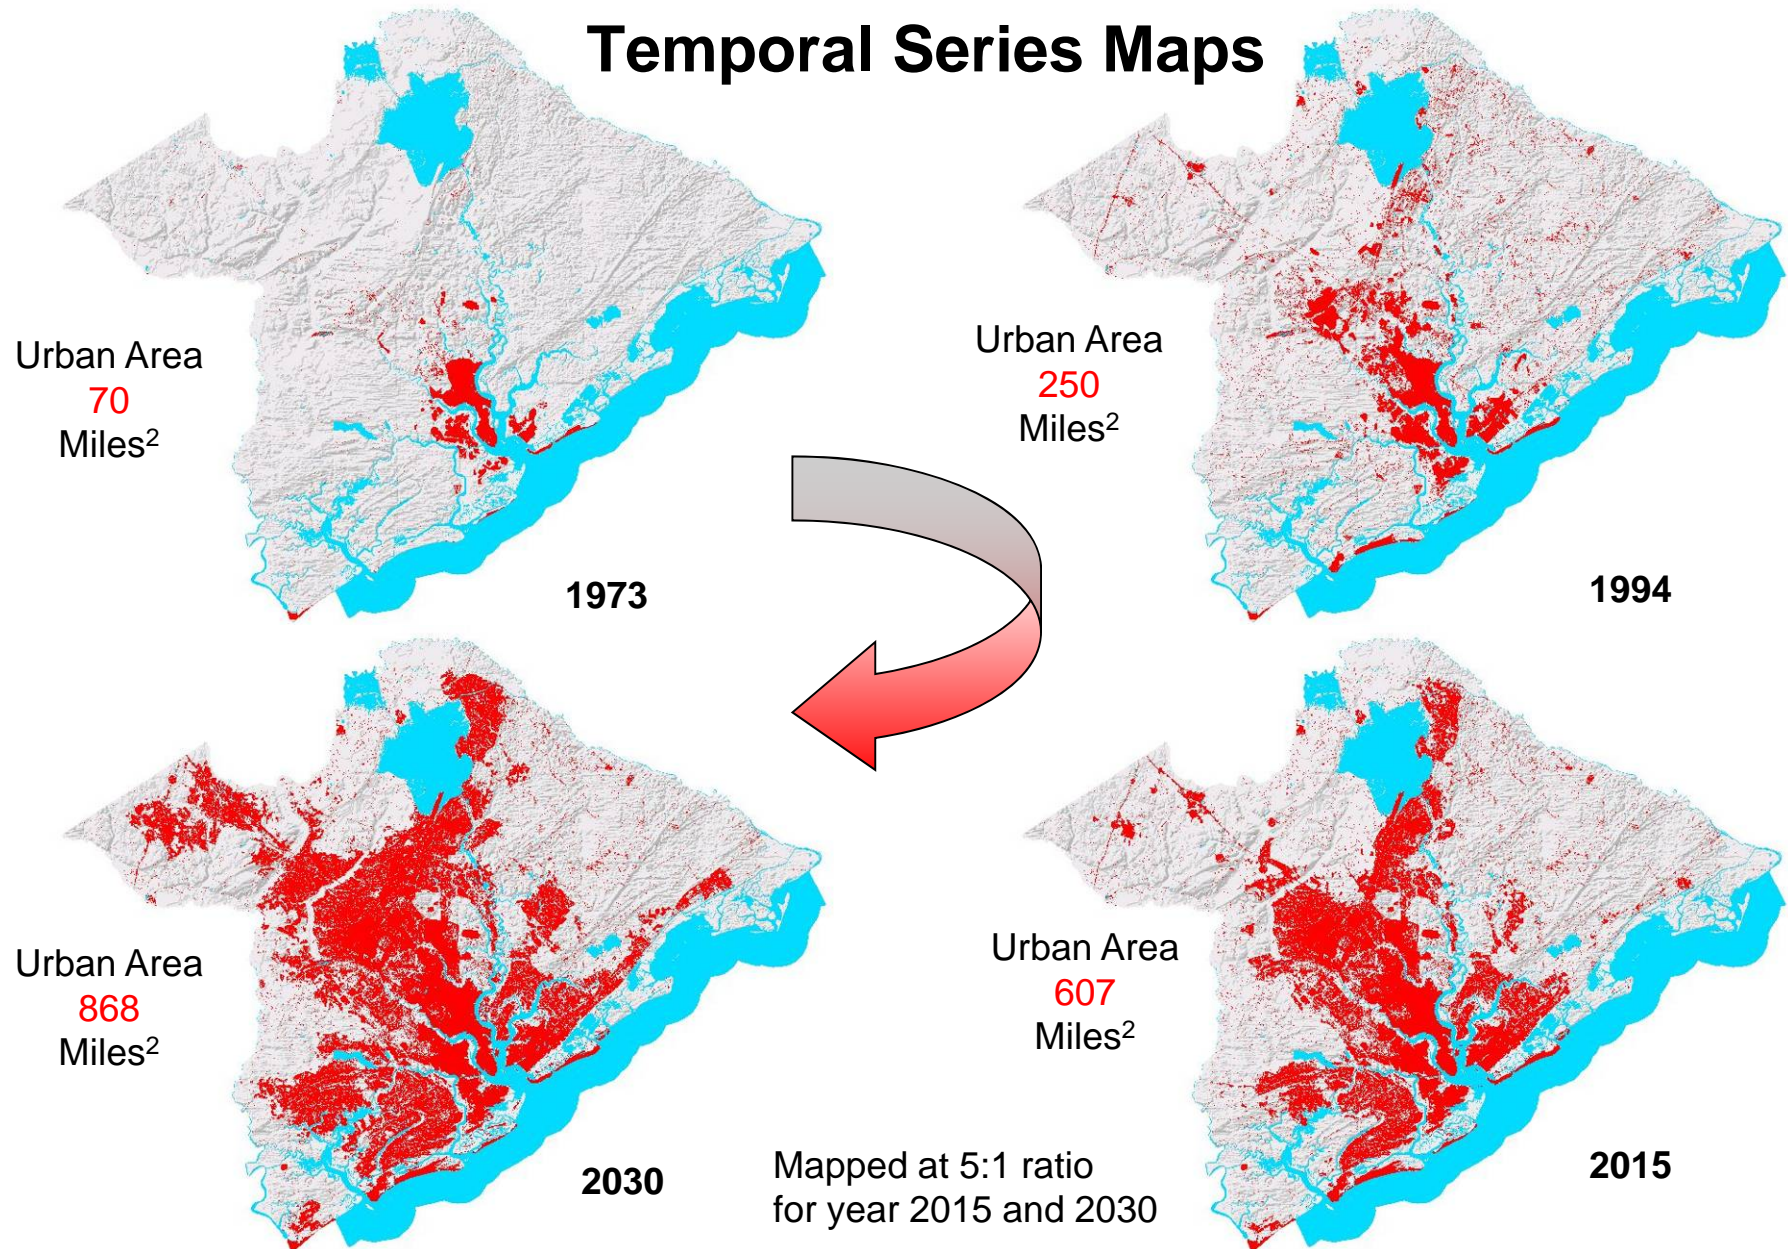 Temporal Series Maps
Urban Area
70
Miles²
1973
Urban Area
250
Miles²
1994
Urban Area
868
Miles²
2030
Mapped at 5:1 ratio
for year 2015 and 2030
Urban Area
607
Miles²
2015